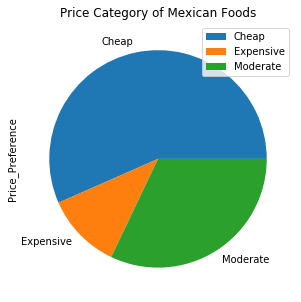 Price Category of Mexican Foods
Cheap
Cheap
Expensive
Moderate
Price_Preference
Expensive
Moderate